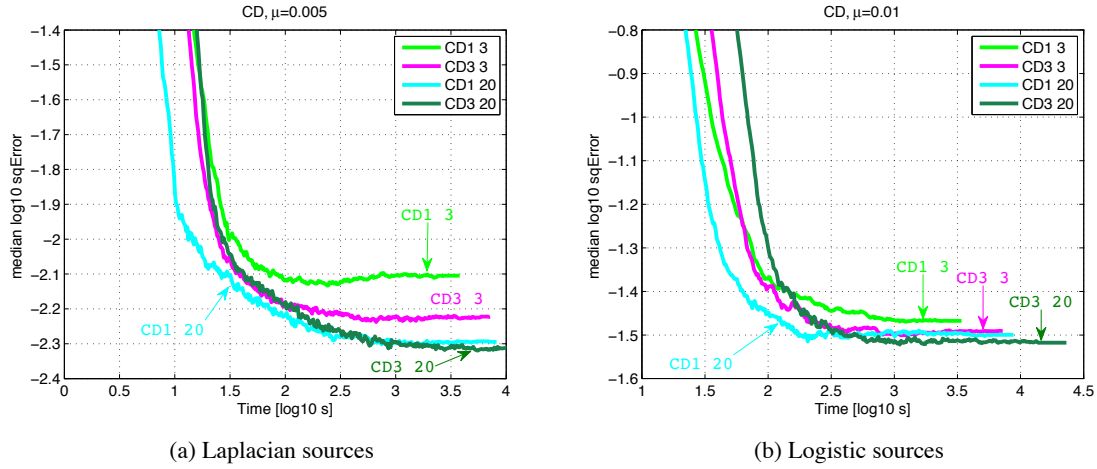 CD, μ=0.005
−1.4
−1.5
−1.6
−1.7
−1.8
−1.9
−2
−2.1
−2.2
−2.3
−2.4
median log10 sqError
0 0.5 1 1.5 2 2.5 3 3.5 4
Time [log10 s]
CD1 3
CD3 3
CD1 20
CD3 20
CD1 3
CD3 3
CD1 20
CD3 20
(a) Laplacian sources
CD, μ=0.01
−0.8
−0.9
−1
−1.1
−1.2
−1.3
−1.4
−1.5
−1.6
median log10 sqError
1 1.5 2 2.5 3 3.5 4 4.5
Time [log10 s]
CD1 3
CD3 3
CD1 20
CD3 20
CD1 3
CD3 3
CD3 20
CD1 20
(b) Logistic sources